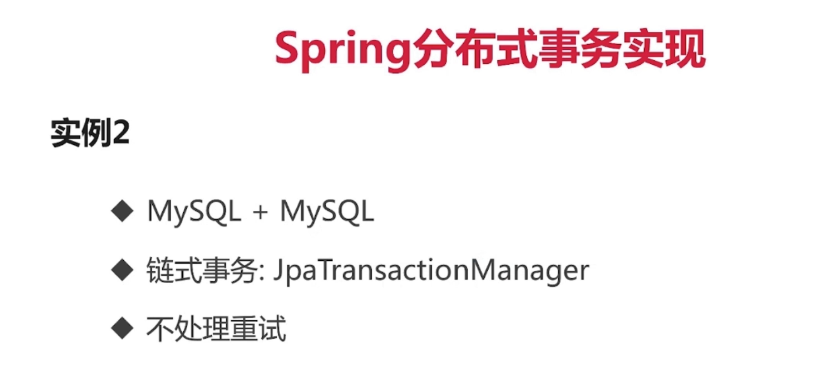 Spring分布式事务实现
实例2
◆ MySQL + MySQL
◆ 链式事务: JpaTransactionManager
◆ 不处理重试